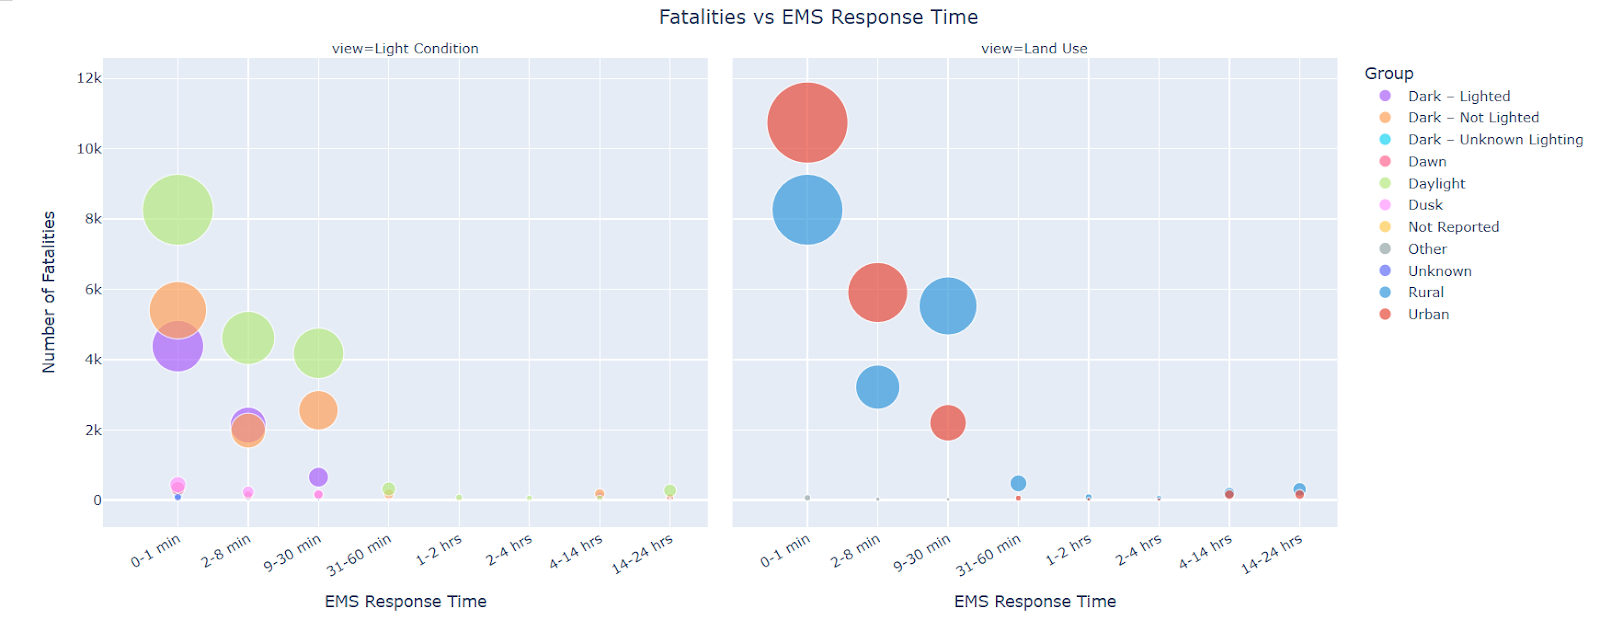 Fatalities vs EMS Response Time
view=Light Condition
view=Land Use
Number of Fatalities
12k
10k
8k
6k
4k
2k
0
0-1 min
2-8 min
9-30 min
31-60 min
1-2 hrs
2-4 hrs
4-14 hrs
14-24 hrs
EMS Response Time
0-1 min
2-8 min
9-30 min
31-60 min
1-2 hrs
2-4 hrs
4-14 hrs
14-24 hrs
EMS Response Time
Group
Dark – Lighted
Dark – Not Lighted
Dark – Unknown Lighting
Dawn
Daylight
Dusk
Not Reported
Other
Unknown
Rural
Urban